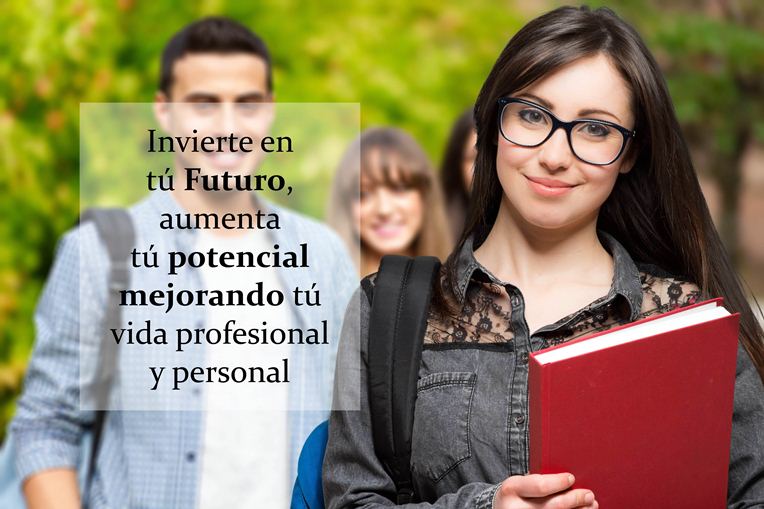 Invierte en
tú Futuro,
aumenta
tú potencial
mejorando tú
vida profesional
y personal